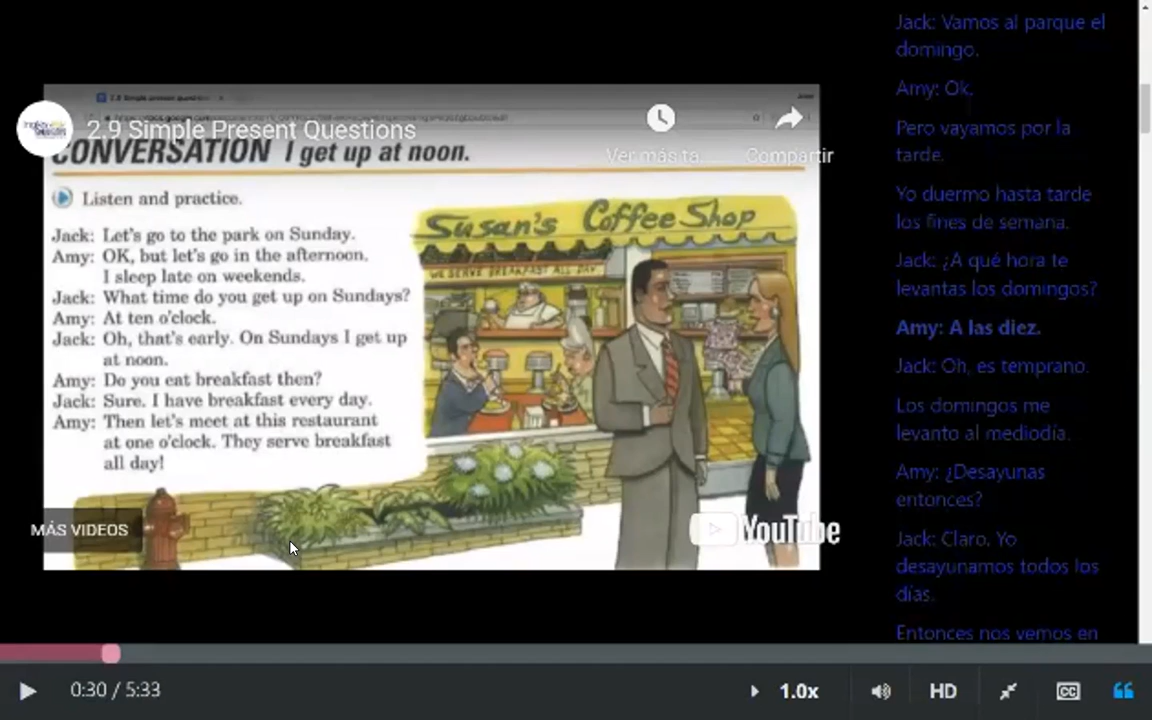 2.9 Simple Present Questions
Ver más ta...
Compartir
CONVERSATION I get up at noon.
Listen and practice.
Jack: Let's go to the park on Sunday.
Amy: OK, but let's go in the afternoon.
I sleep late on weekends.
Jack: What time do you get up on Sundays?
Amy: At ten o'clock.
Jack: Oh, that's early. On Sundays I get up
at noon.
Amy: Do you eat breakfast then?
Jack: Sure. I have breakfast every day.
Amy: Then let's meet at this restaurant
at one o'clock. They serve breakfast
all day!
Susan's Coffee Shop
WE SERVE BREAKFAST ALL DAY
MÁS VIDEOS
YouTube
Jack: Vamos al parque el
domingo.
Amy: Ok.
Pero vayamos por la
tarde.
Yo duermo hasta tarde
los fines de semana.
Jack: ¿A qué hora te
levantas los domingos?
Amy: A las diez.
Jack: Oh, es temprano.
Los domingos me
levanto al mediodía.
Amy: ¿Desayunas
entonces?
Jack: Claro. Yo
desayunamos todos los
días.
Entonces nos vemos en
0:30 / 5:33
1.0x
HD
CC